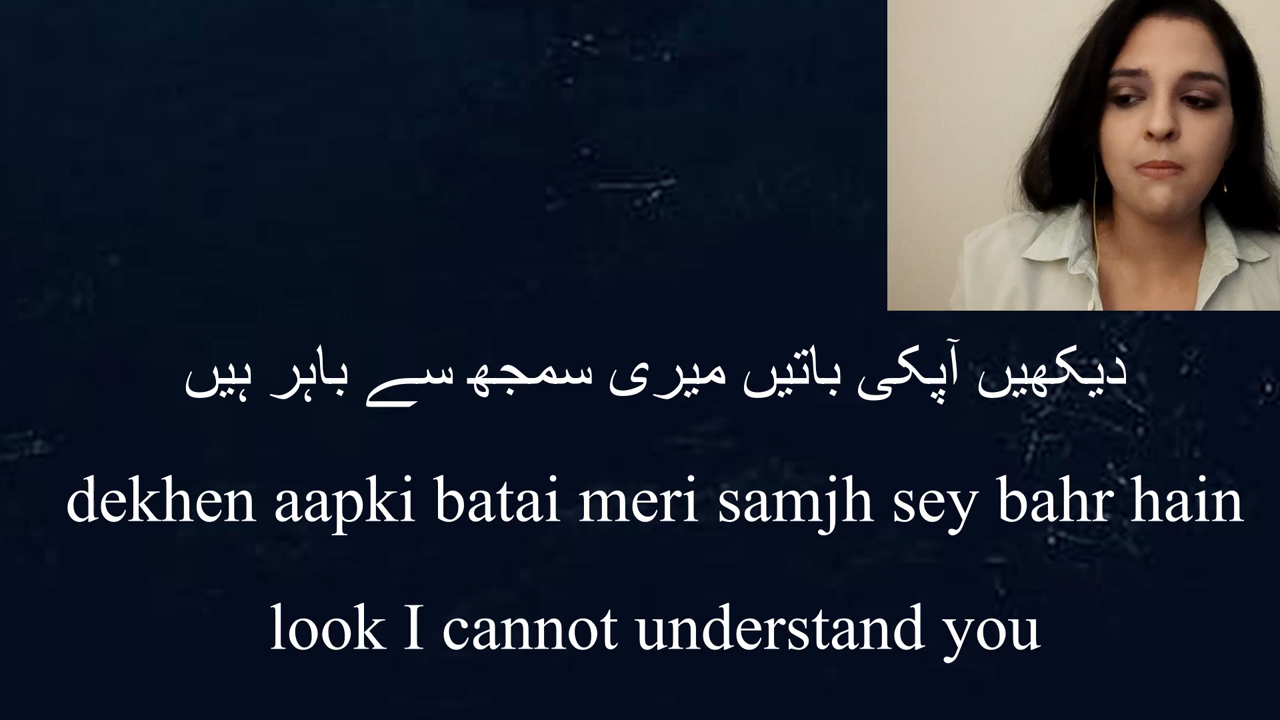 دیکھیں آپکی باتیں میری سمجھ سے باہر ہیں
dekhen aapki batai meri samjh sey bahr hain
look I cannot understand you